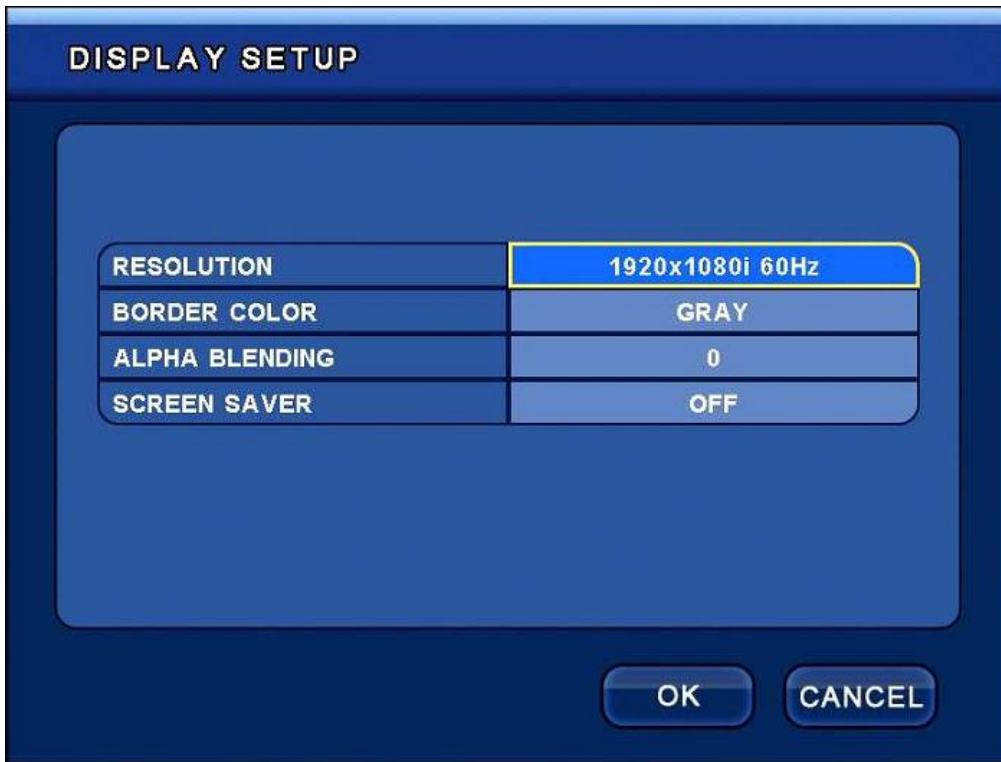 DISPLAY SETUP
RESOLUTION 1920x1080i 60Hz
BORDER COLOR GRAY
ALPHA BLENDING 0
SCREEN SAVER OFF
OK CANCEL